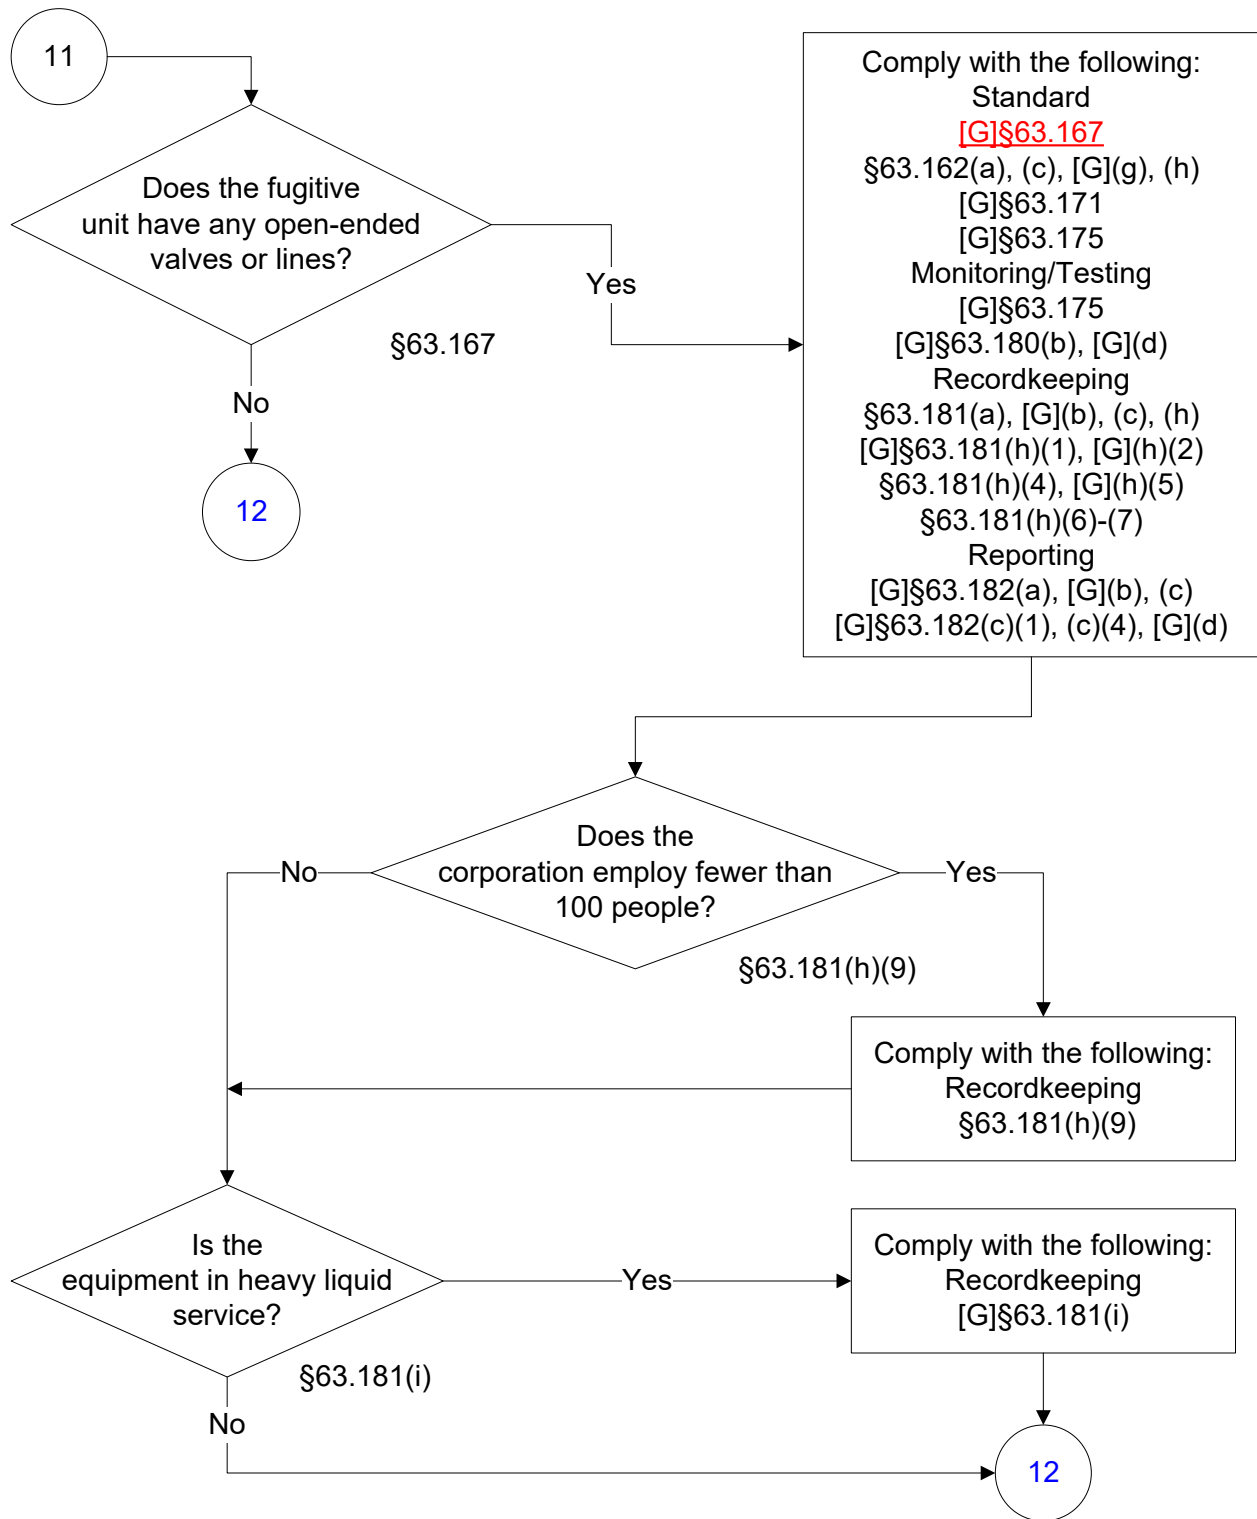 11
Does the fugitive
unit have any open-ended
valves or lines?
§63.167
Yes
No
12
Comply with the following:
Standard
[G]§63.167
§63.162(a), (c), [G](g), (h)
[G]§63.171
[G]§63.175
Monitoring/Testing
[G]§63.175
[G]§63.180(b), [G](d)
Recordkeeping
§63.181(a), [G](b), (c), (h)
[G]§63.181(h)(1), [G](h)(2)
§63.181(h)(4), [G](h)(5)
§63.181(h)(6)-(7)
Reporting
[G]§63.182(a), [G](b), (c)
[G]§63.182(c)(1), (c)(4), [G](d)
Does the
corporation employ fewer than
100 people?
§63.181(h)(9)
No
Yes
Comply with the following:
Recordkeeping
§63.181(h)(9)
Is the
equipment in heavy liquid
service?
§63.181(i)
Yes
No
Comply with the following:
Recordkeeping
[G]§63.181(i)
12